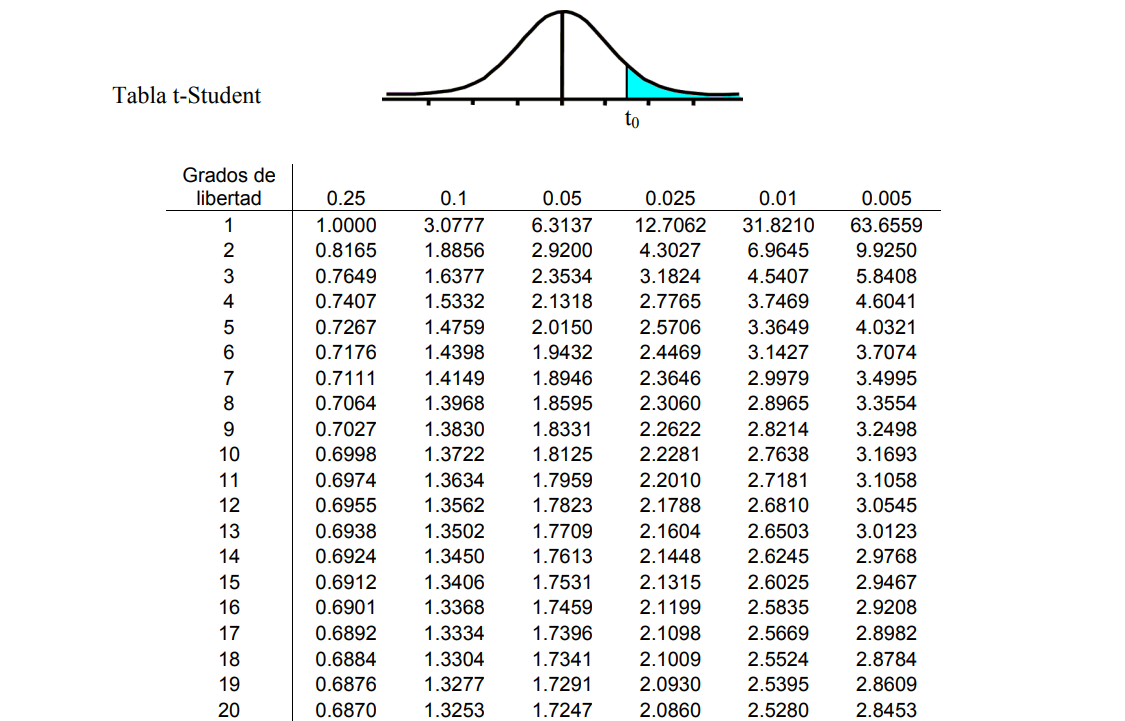 Tabla t-Student
t0
Grados de
libertad 0.25 0.1 0.05 0.025 0.01 0.005
1 1.0000 3.0777 6.3137 12.7062 31.8210 63.6559
2 0.8165 1.8856 2.9200 4.3027 6.9645 9.9250
3 0.7649 1.6377 2.3534 3.1824 4.5407 5.8408
4 0.7407 1.5332 2.1318 2.7765 3.7469 4.6041
5 0.7267 1.4759 2.0150 2.5706 3.3649 4.0321
6 0.7176 1.4398 1.9432 2.4469 3.1427 3.7074
7 0.7111 1.4149 1.8946 2.3646 2.9979 3.4995
8 0.7064 1.3968 1.8595 2.3060 2.8965 3.3554
9 0.7027 1.3830 1.8331 2.2622 2.8214 3.2498
10 0.6998 1.3722 1.8125 2.2281 2.7638 3.1693
11 0.6974 1.3634 1.7959 2.2010 2.7181 3.1058
12 0.6955 1.3562 1.7823 2.1788 2.6810 3.0545
13 0.6938 1.3502 1.7709 2.1604 2.6503 3.0123
14 0.6924 1.3450 1.7613 2.1448 2.6245 2.9768
15 0.6912 1.3406 1.7531 2.1315 2.6025 2.9467
16 0.6901 1.3368 1.7459 2.1199 2.5835 2.9208
17 0.6892 1.3334 1.7396 2.1098 2.5669 2.8982
18 0.6884 1.3304 1.7341 2.1009 2.5524 2.8784
19 0.6876 1.3277 1.7291 2.0930 2.5395 2.8609
20 0.6870 1.3253 1.7247 2.0860 2.5280 2.8453